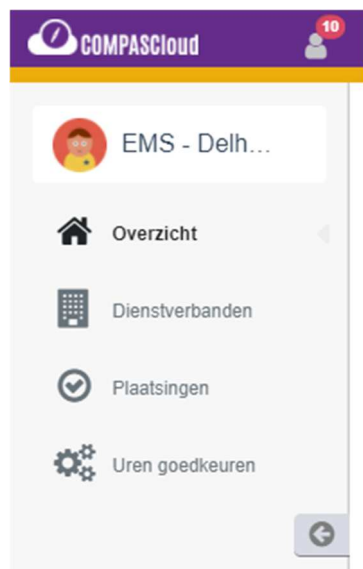 COMPASCloud
10
EMS - Delh...
Overzicht
Dienstverbanden
Plaatsingen
Uren goedkeuren